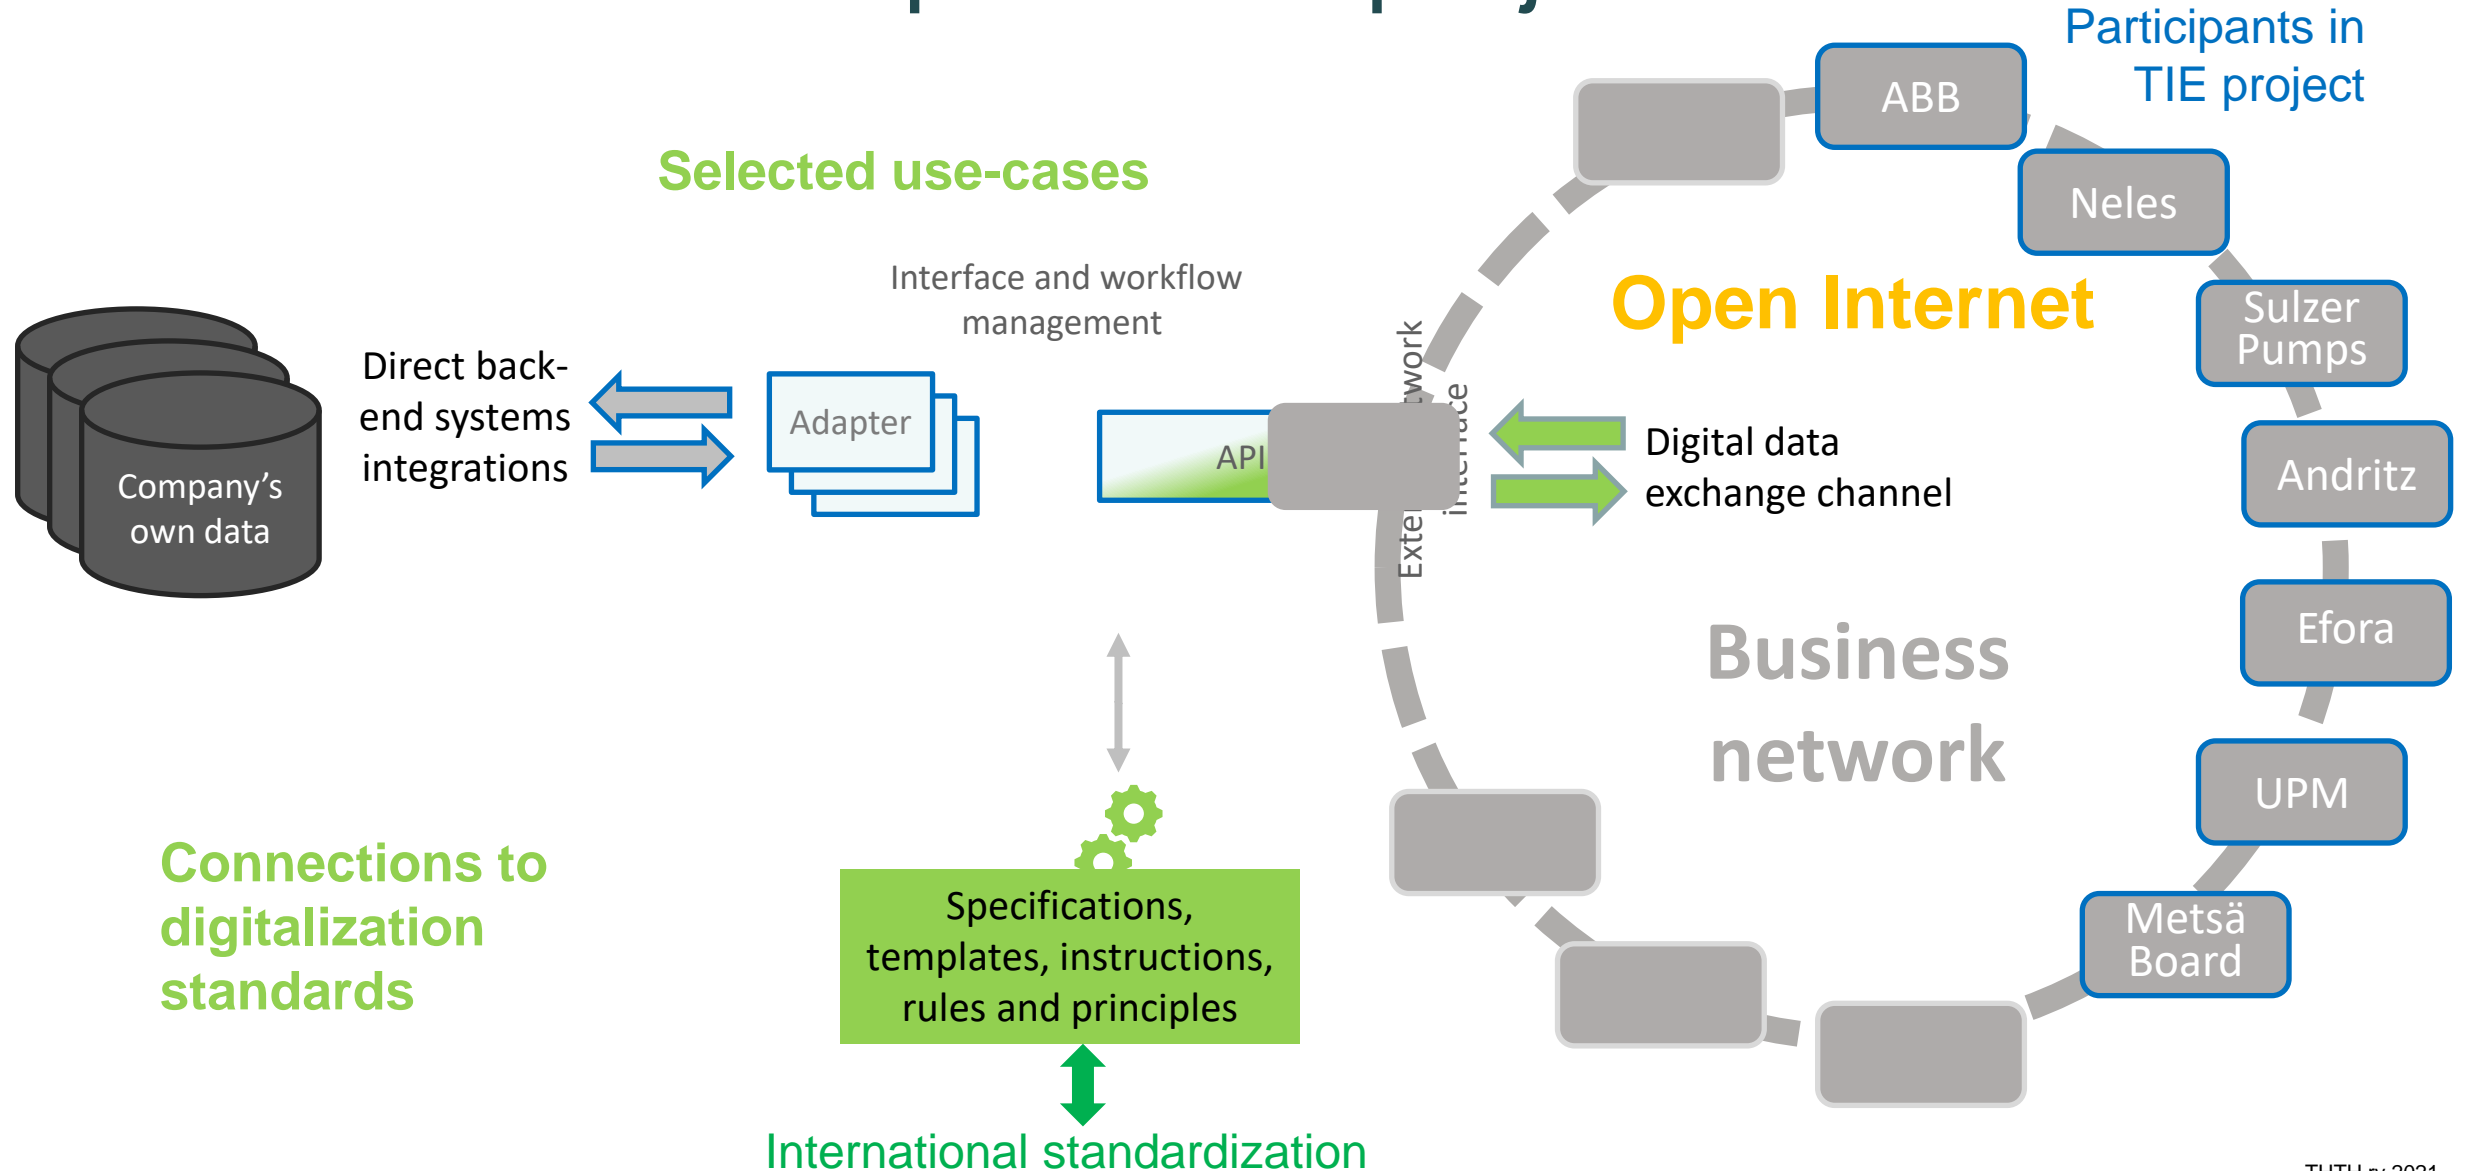 Participants in
TIE project
ABB
Selected use-cases
Neles
Interface and workflow
management
Open Internet
Sulzer
Pumps
Direct back-
end systems
integrations
Adapter
API
Digital data
exchange channel
Andritz
Company's
own data
Efora
Business
network
UPM
Connections to
digitalization
standards
Specifications,
templates, instructions,
rules and principles
Metsä
Board
International standardization